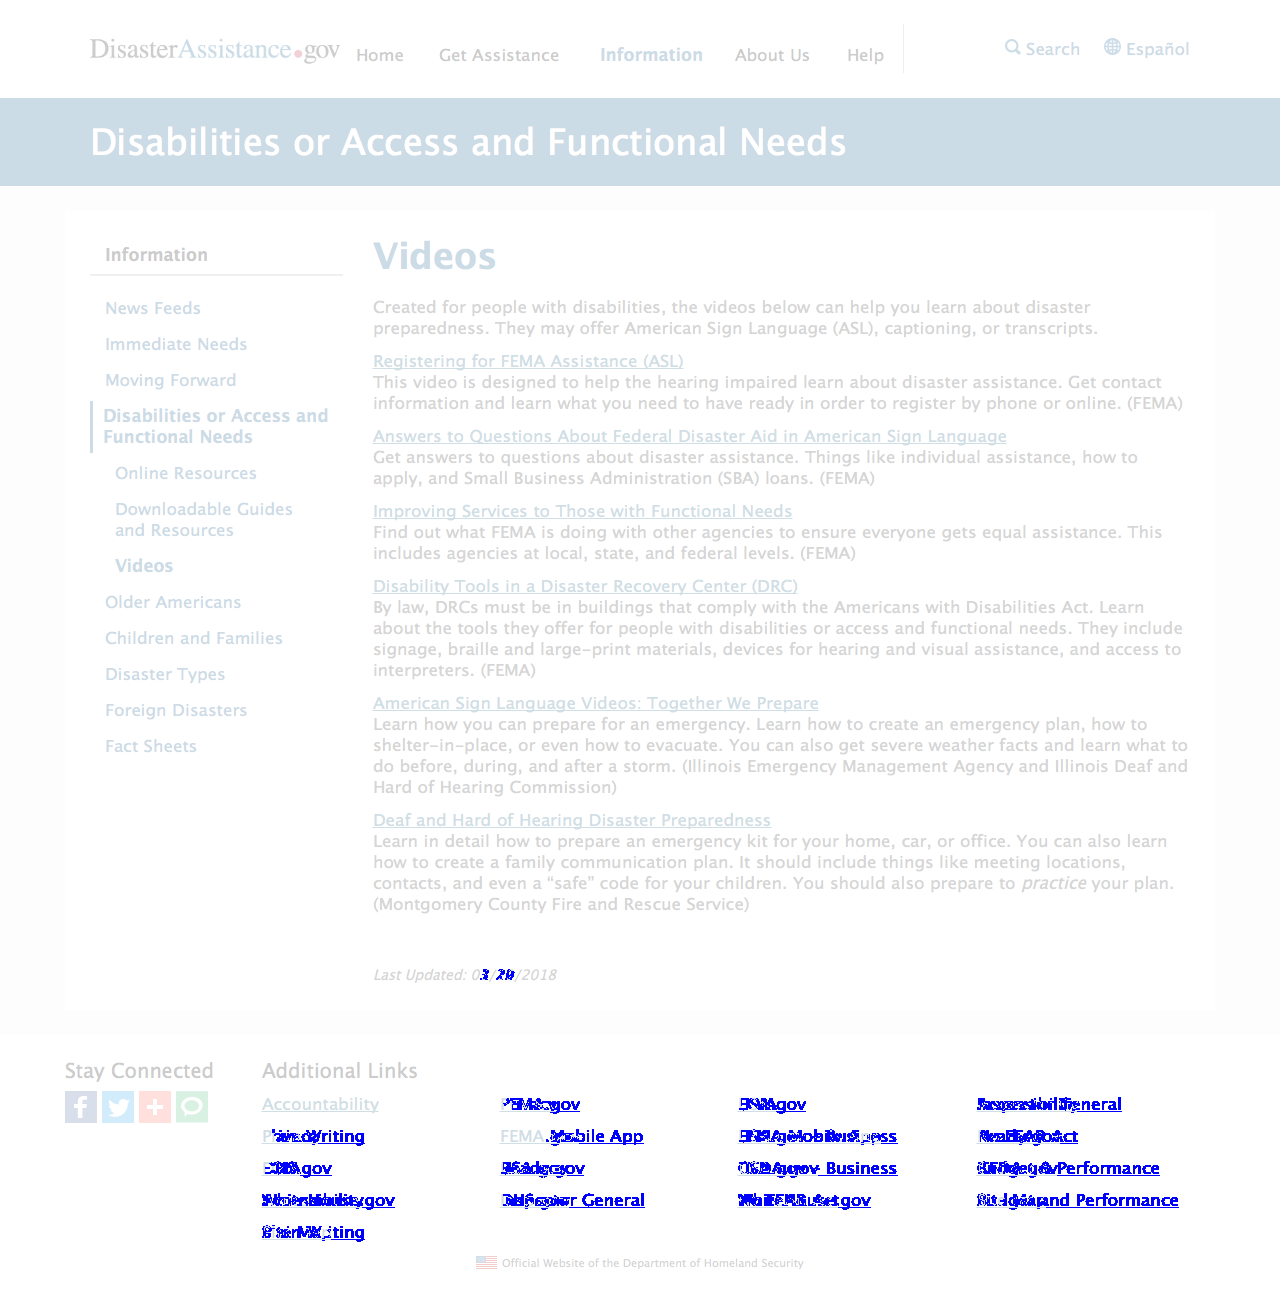 DisasterAssistance.gov Home Get Assistance Information About Us Help Search Español
Disabilities or Access and Functional Needs
Information
News Feeds
Immediate Needs
Moving Forward
Disabilities or Access and
Functional Needs
Online Resources
Downloadable Guides
and Resources
Videos
Older Americans
Children and Families
Disaster Types
Foreign Disasters
Fact Sheets
Videos
Created for people with disabilities, the videos below can help you learn about disaster
preparedness. They may offer American Sign Language (ASL), captioning, or transcripts.
Registering for FEMA Assistance (ASL)
This video is designed to help the hearing impaired learn about disaster assistance. Get contact
information and learn what you need to have ready in order to register by phone or online. (FEMA)
Answers to Questions About Federal Disaster Aid in American Sign Language
Get answers to questions about disaster assistance. Things like individual assistance, how to
apply, and Small Business Administration (SBA) loans. (FEMA)
Improving Services to Those with Functional Needs
Find out what FEMA is doing with other agencies to ensure everyone gets equal assistance. This
includes agencies at local, state, and federal levels. (FEMA)
Disability Tools in a Disaster Recovery Center (DRC)
By law, DRCs must be in buildings that comply with the Americans with Disabilities Act. Learn
about the tools they offer for people with disabilities or access and functional needs. They include
signage, braille and large-print materials, devices for hearing and visual assistance, and access to
interpreters. (FEMA)
American Sign Language Videos: Together We Prepare
Learn how you can prepare for an emergency. Learn how to create an emergency plan, how to
shelter-in-place, or even how to evacuate. You can also get severe weather facts and learn what to
do before, during, and after a storm. (Illinois Emergency Management Agency and Illinois Deaf and
Hard of Hearing Commission)
Deaf and Hard of Hearing Disaster Preparedness
Learn in detail how to prepare an emergency kit for your home, car, or office. You can also learn
how to create a family communication plan. It should include things like meeting locations,
contacts, and even a “safe” code for your children. You should also prepare to practice your plan.
(Montgomery County Fire and Rescue Service)
Last Updated:
Stay Connected
Additional Links
Accountability
Writing
FEMA Mobile App
Business
General
Performance
and Performance
Official Website of the Department of Homeland Security